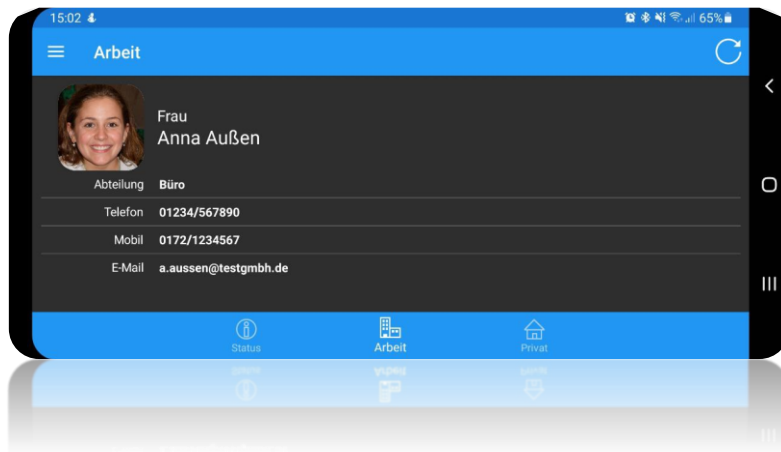 15:02 65%
Arbeit
Frau
Anna Außen
Abteilung Büro
Telefon 01234/567890
Mobil 0172/1234567
E-Mail a.aussen@testgmbh.de
Status Arbeit Privat